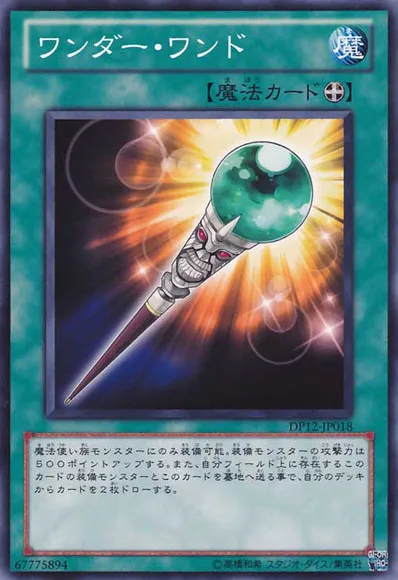 ワンダー・ワンド
魔
【魔法カード】
DP12-JP018
魔法使い族モンスターにのみ装備可能。装備モンスターの攻撃力は
500ポイントアップする。また、自分フィールド上に存在するこの
カードの装備モンスターとこのカードを墓地へ送る事で、自分のデッキ
からカードを2枚ドローする。
67775894
©高橋和希 スタジオ・ダイス/集英社